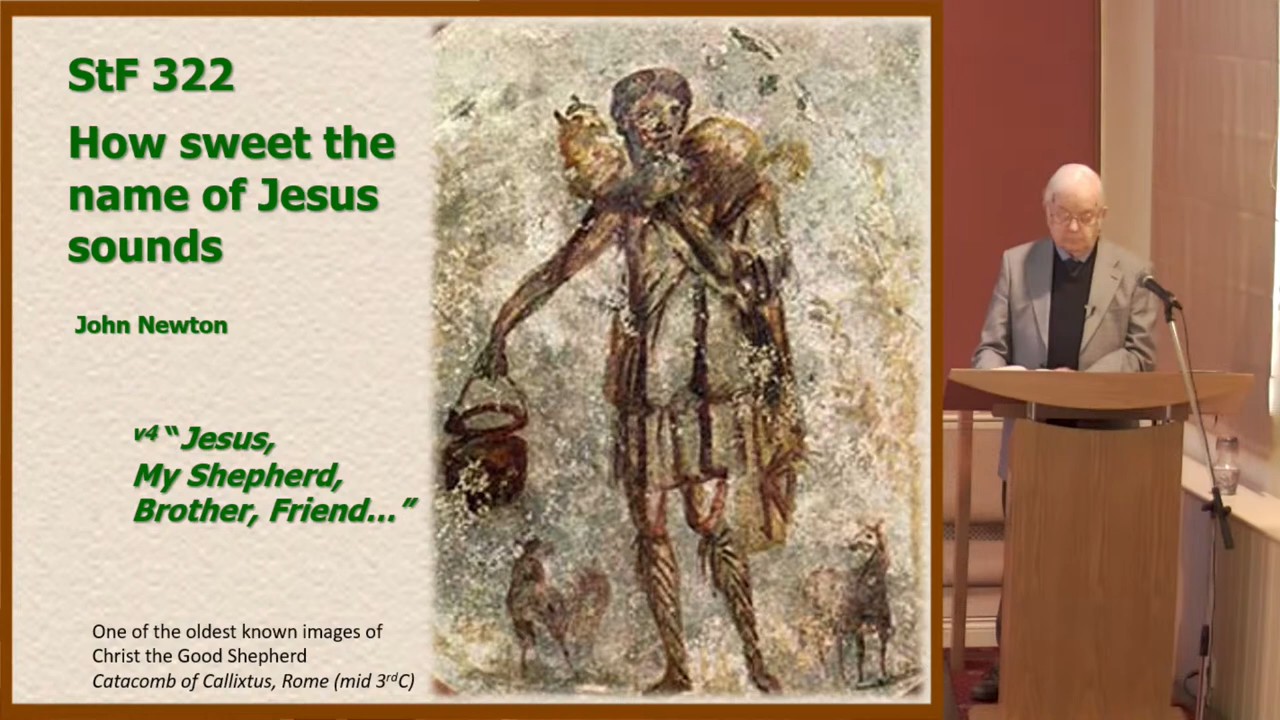 StF 322
How sweet the
name of Jesus
sounds
John Newton
v4 “Jesus,
My Shepherd,
Brother, Friend…”
One of the oldest known images of
Christ the Good Shepherd
Catacomb of Callixtus, Rome (mid 3rdC)